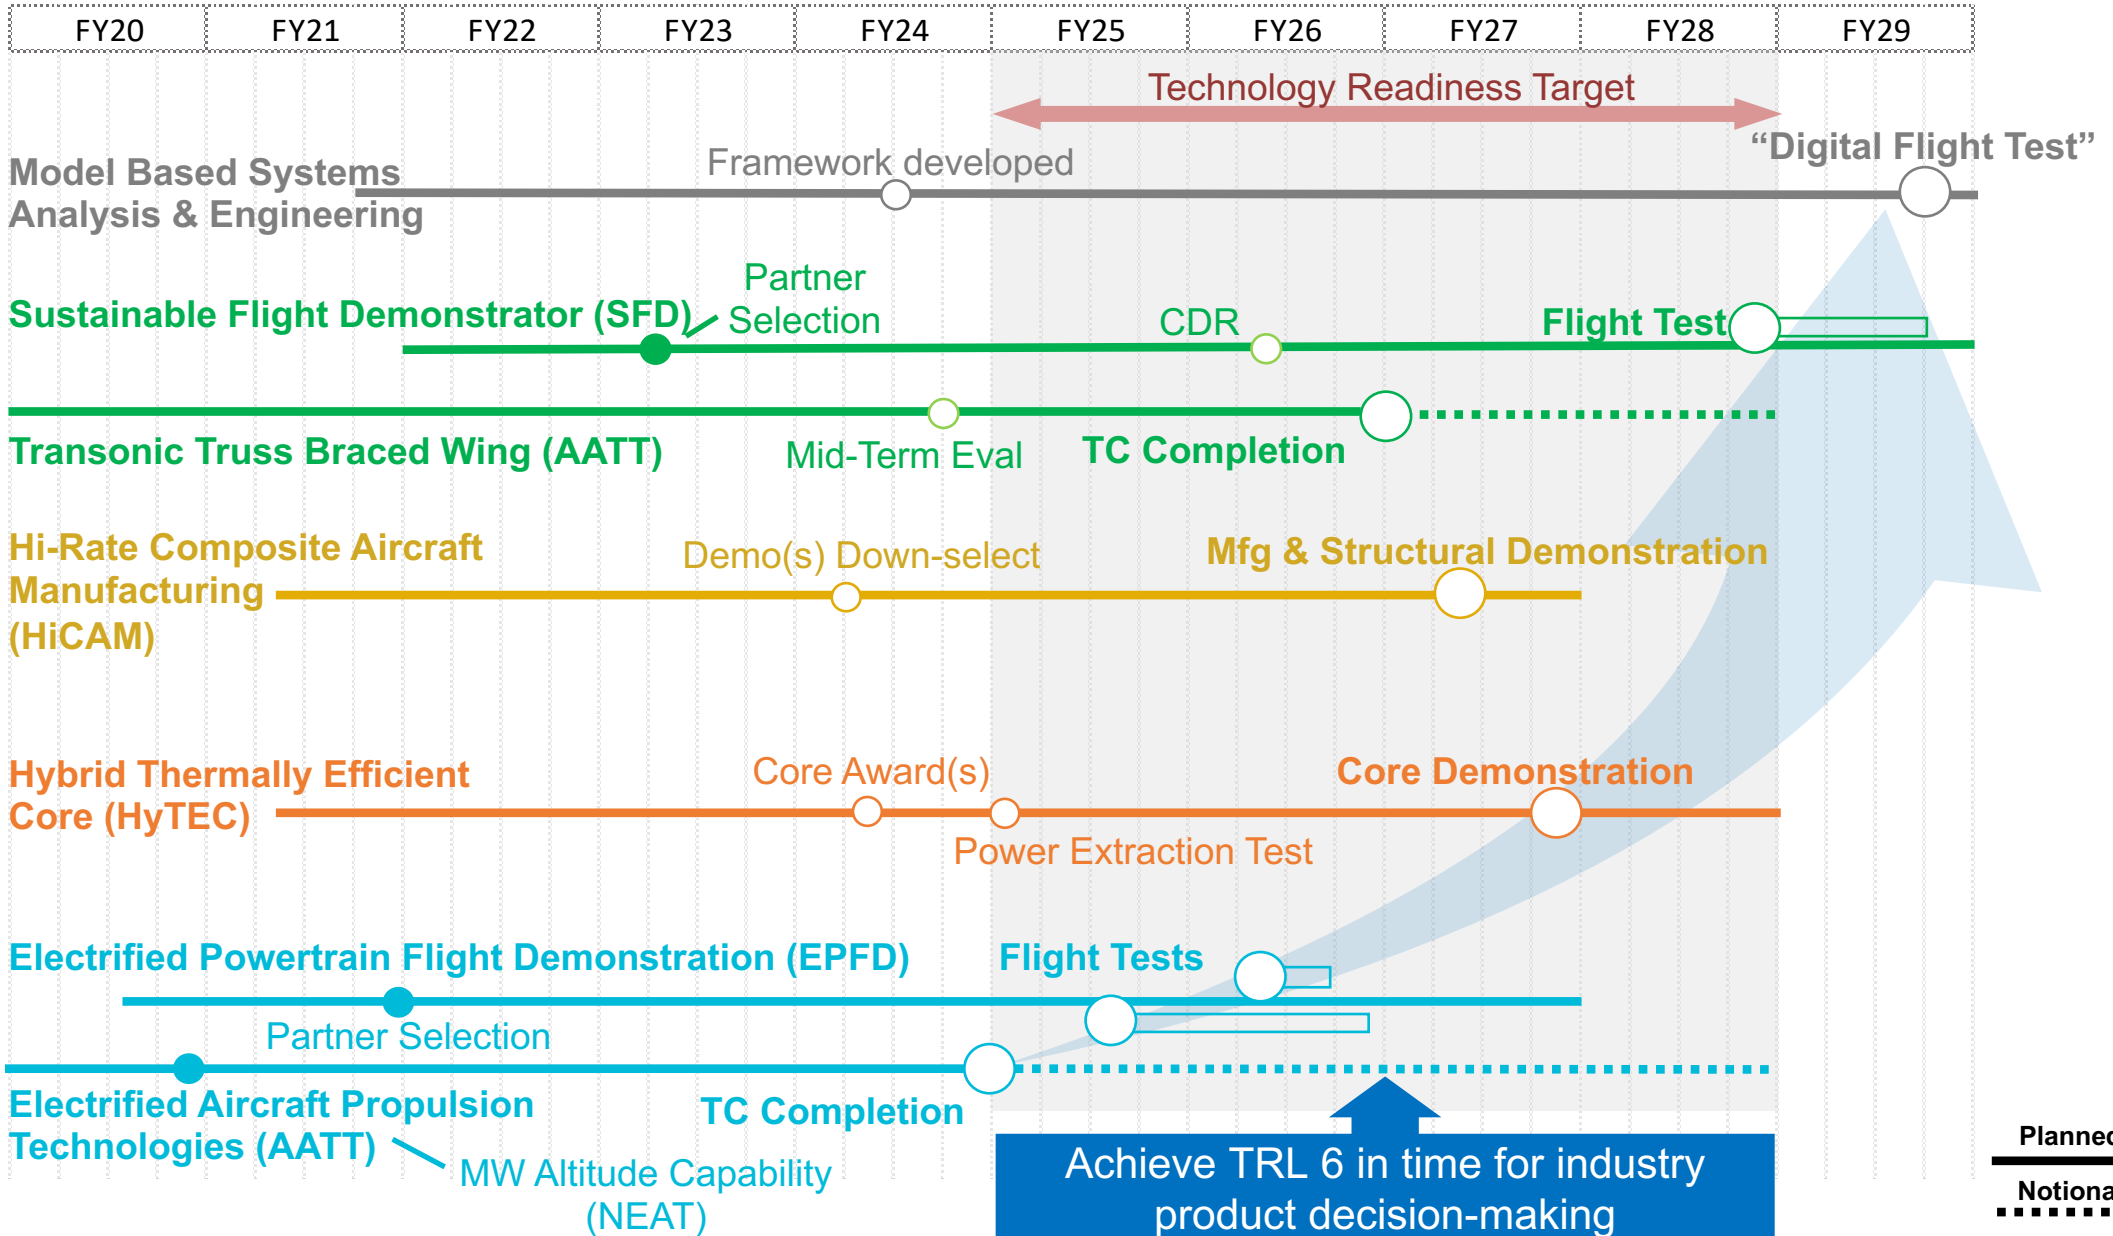 FY20 FY21 FY22 FY23 FY24 FY25 FY26 FY27 FY28 FY29
Technology Readiness Target
“Digital Flight Test”
Framework developed
Model Based Systems
Analysis & Engineering
Partner
Selection
Sustainable Flight Demonstrator (SFD)
CDR
Flight Test
Transonic Truss Braced Wing (AATT)
Mid-Term Eval
TC Completion
Hi-Rate Composite Aircraft
Manufacturing
(HiCAM)
Demo(s) Down-select
Mfg & Structural Demonstration
Hybrid Thermally Efficient
Core (HyTEC)
Core Award(s)
Core Demonstration
Power Extraction Test
Electrified Powertrain Flight Demonstration (EPFD)
Flight Tests
Partner Selection
Electrified Aircraft Propulsion
Technologies (AATT)
TC Completion
MW Altitude Capability
(NEAT)
Achieve TRL 6 in time for industry
product decision-making
Planned
Notiona